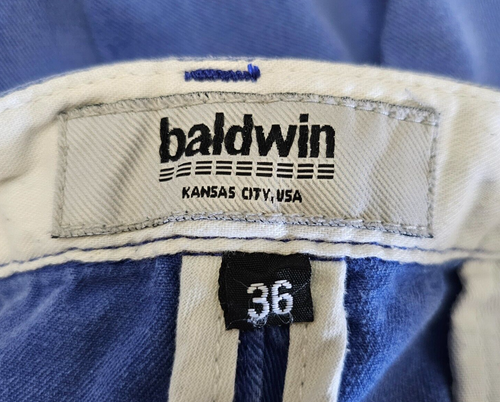 baldwin
KANSAS CITY, USA
36